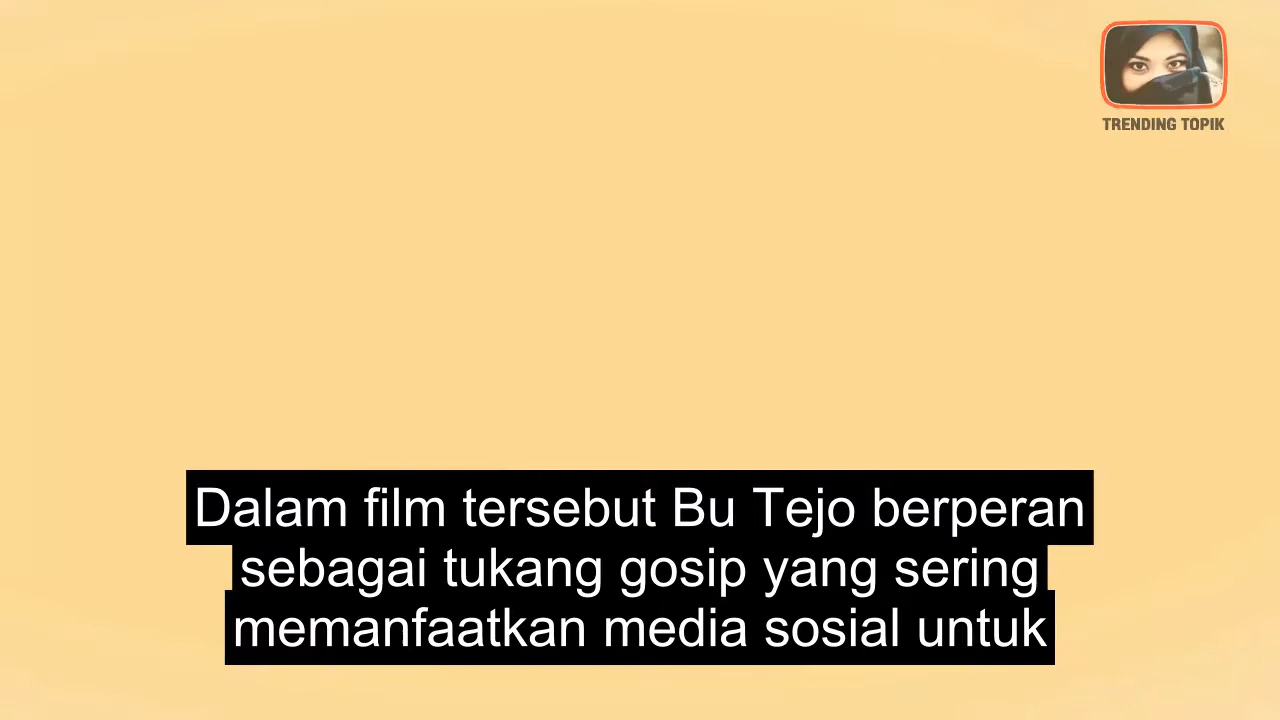 TRENDING TOPIK
Dalam film tersebut Bu Tejo berperan
sebagai tukang gosip yang sering
memanfaatkan media sosial untuk